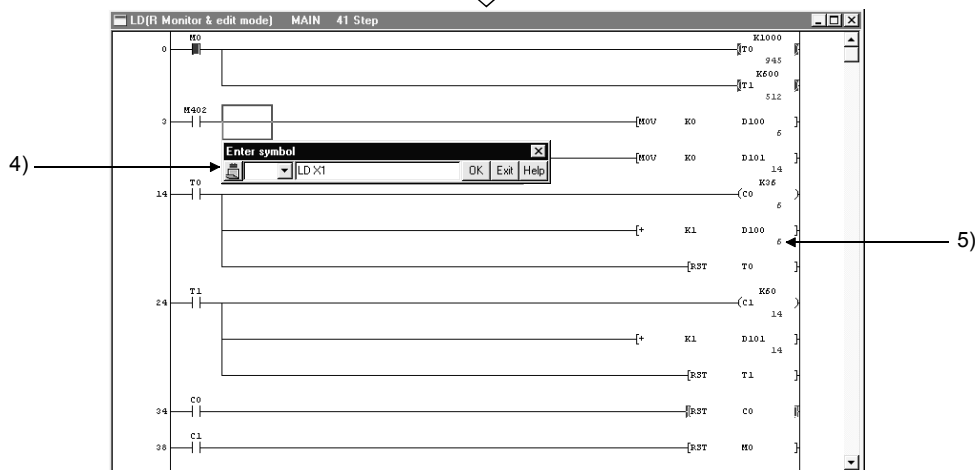 LD(R Monitor & edit mode) MAIN 41 Step
M0 K1000
0 T0
945
K600
T1
512
M402
3 [MOV K0 D100 ]
6
Enter symbol
[MOV K0 D101 ]
4) LD X1 OK Exit Help
14
T0 K36
14 (C0 )
6
[+ K1 D100 ]
6 5)
[RST T0 ]
T1 K60
24 (C1 )
14
[+ K1 D101 ]
14
[RST T1 ]
C0
34 [RST C0 ]
C1
38 [RST M0 ]